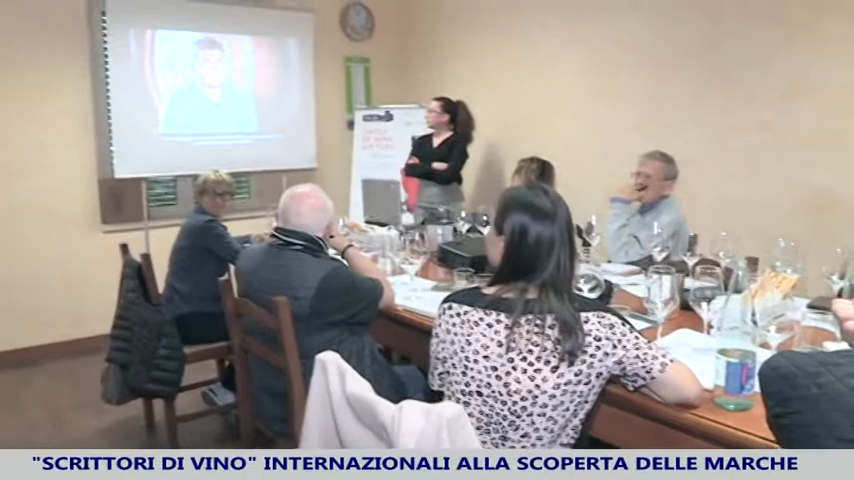 "SCRITTORI DI VINO" INTERNAZIONALI ALLA SCOPERTA DELLE MARCHE